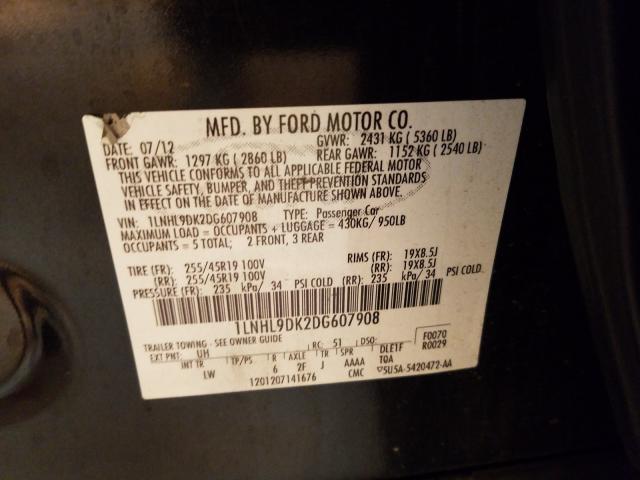 MFD. BY FORD MOTOR CO.
DATE: 07/12 GVWR: 2431 KG ( 5360 LB)
FRONT GAWR: 1297 KG ( 2860 LB) REAR GAWR: 1152 KG ( 2540 LB)
THIS VEHICLE CONFORMS TO ALL APPLICABLE FEDERAL MOTOR
VEHICLE SAFETY, BUMPER, AND THEFT PREVENTION STANDARDS
IN EFFECT ON THE DATE OF MANUFACTURE SHOWN ABOVE.
VIN: 1LNHL9DK2DG607908 TYPE: Passenger Car
MAXIMUM LOAD = OCCUPANTS + LUGGAGE = 430KG/ 950LB
OCCUPANTS = 5 TOTAL; 2 FRONT, 3 REAR
TIRE (FR): 255/45R19 100V RIMS (FR): 19X8.5J
(RR): 255/45R19 100V (RR): 19X8.5J
PRESSURE (FR): 235 kPa/ 34 PSI COLD (RR): 235 kPa/ 34 PSI COLD
1LNHL9DK2DG607908
TRAILER TOWING - SEE OWNER GUIDE
EXT PNT: UH RC: 51 DSO: F0070
INT TR TP/PS R AXLE TR SPR DLETF R0029
LW 6 2F J AAAA TOA
1201207141676 CMC 5U5A-5420472-AA